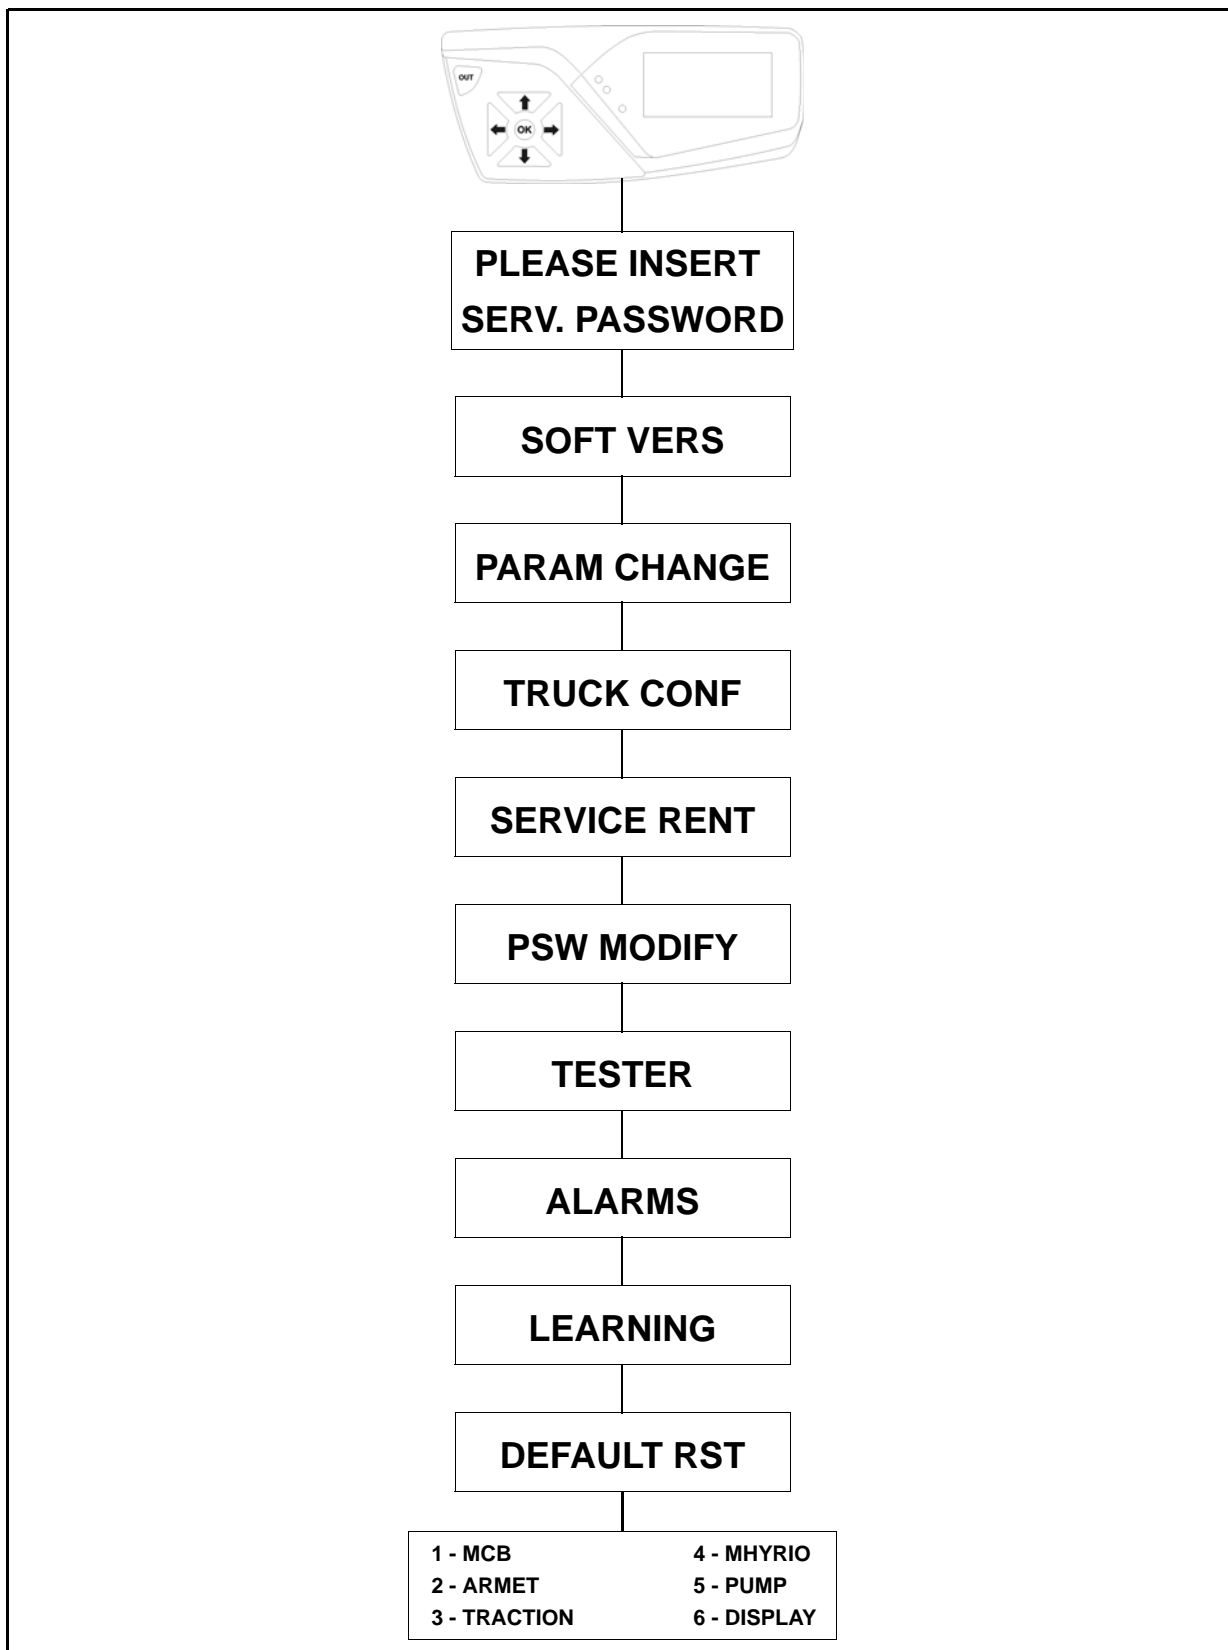 OUT
OK
PLEASE INSERT
SERV. PASSWORD
SOFT VERS
PARAM CHANGE
TRUCK CONF
SERVICE RENT
PSW MODIFY
TESTER
ALARMS
LEARNING
DEFAULT RST
1 - MCB 4 - MHYRIO
2 - ARMET 5 - PUMP
3 - TRACTION 6 - DISPLAY